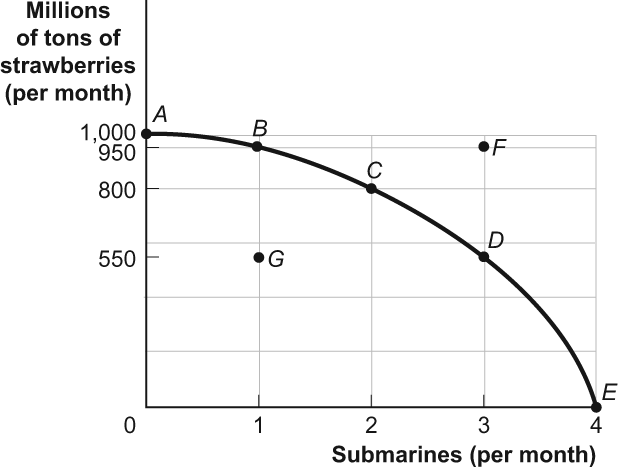 Millions
of tons of
strawberries
(per month)
A
1,000
B
950
F
C
800
D
550
G
E
0 1 2 3 4
Submarines (per month)